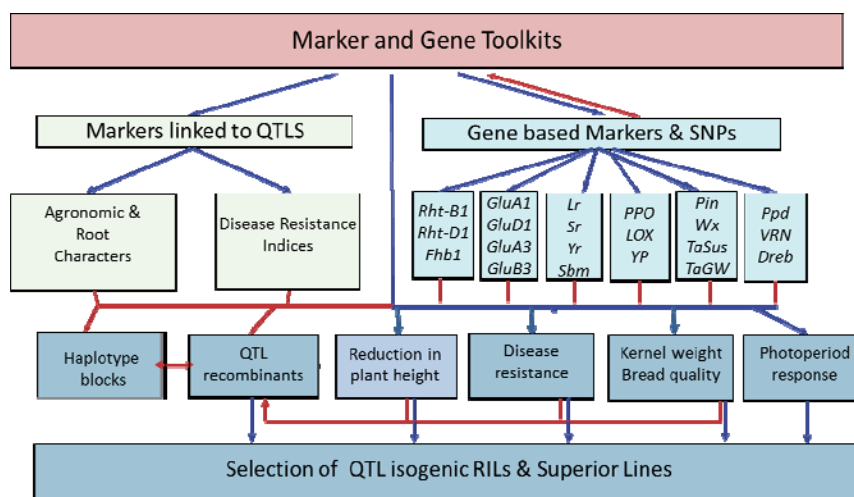 Marker and Gene Toolkits
Markers linked to QTLS
Gene based Markers & SNPs
Agronomic &
Root
Characters
Disease Resistance
Indices
Rht-B1
Rht-D1
Fhb1
GluA1
GluD1
GluA3
GluB3
Lr
Sr
Yr
Sbm
PPO
LOX
YP
Pin
Wx
TaSus
TaGW
Ppd
VRN
Dreb
Haplotype
blocks
QTL
recombinants
Reduction in
plant height
Disease
resistance
Kernel weight
Bread quality
Photoperiod
response
Selection of QTL isogenic RILs & Superior Lines